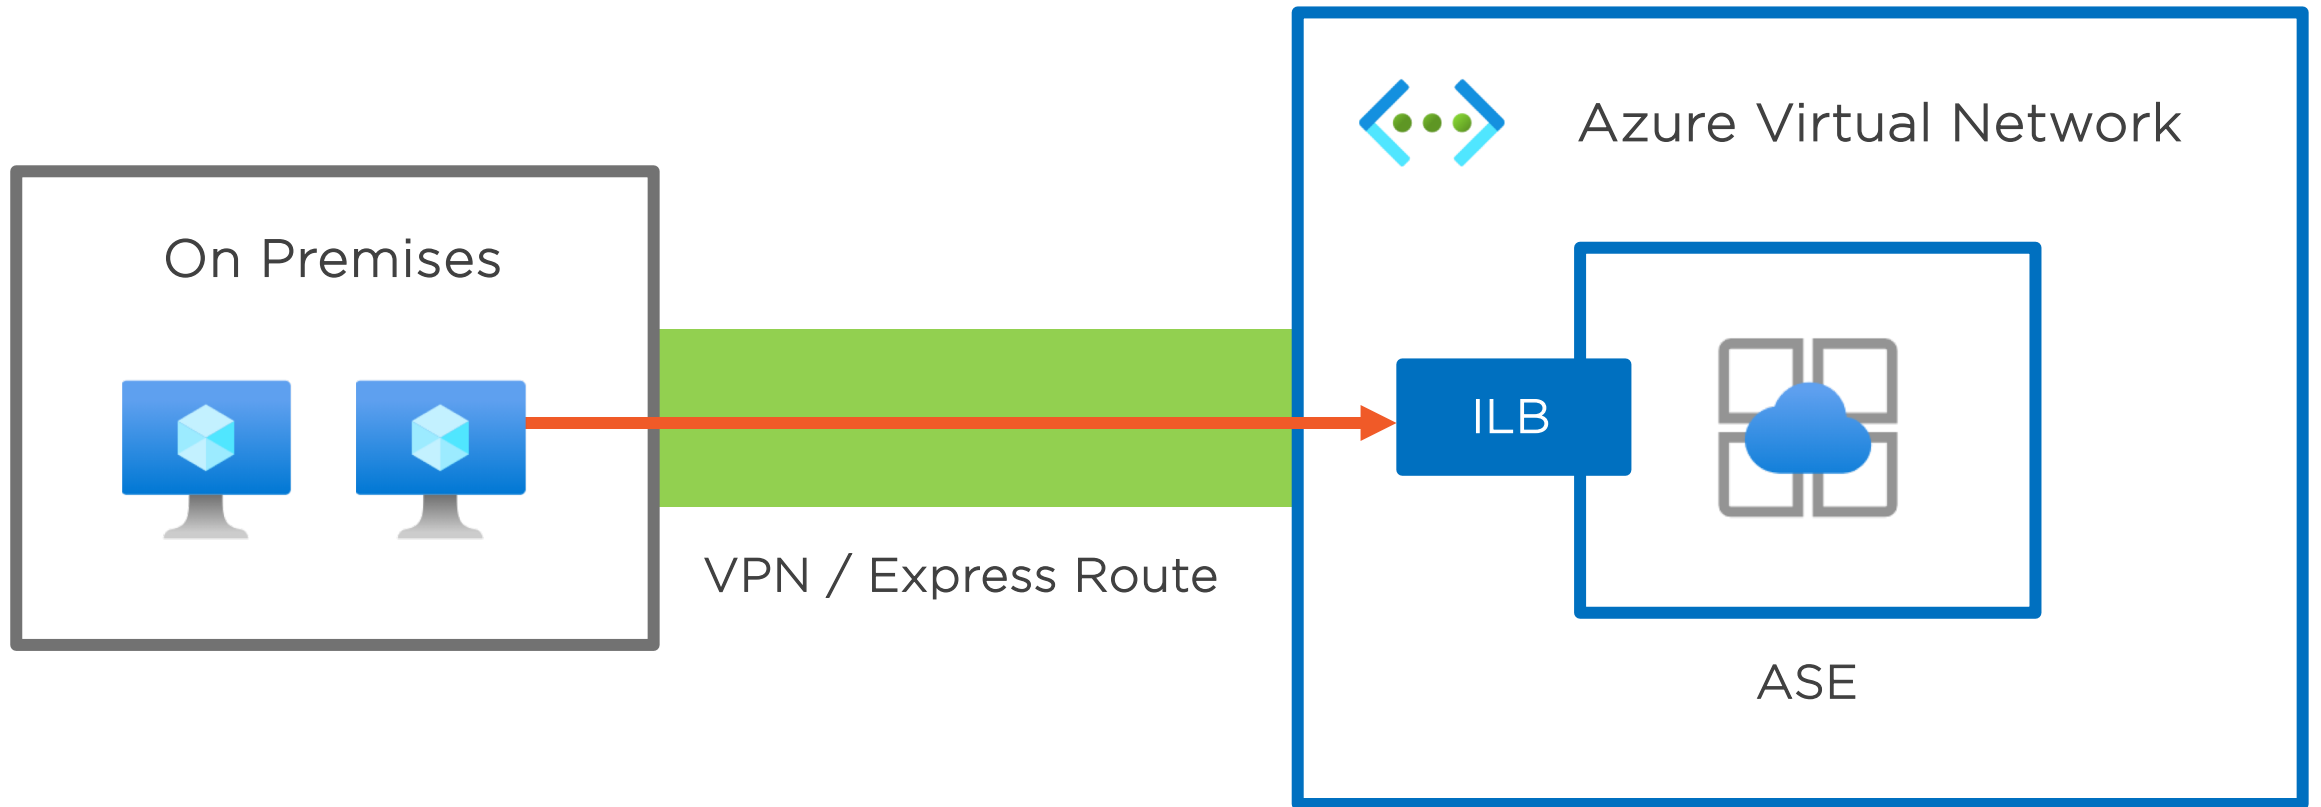 Azure Virtual Network
On Premises
ILB
VPN / Express Route
ASE